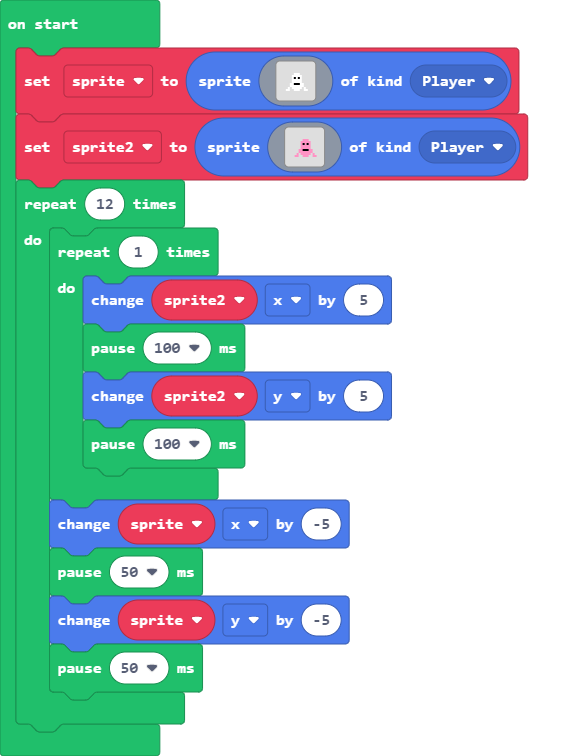 on start
set sprite to sprite of kind Player
set sprite2 to sprite of kind Player
repeat 12 times
do repeat 1 times
do change sprite2 x by 5
pause 100 ms
change sprite2 y by 5
pause 100 ms
change sprite x by -5
pause 50 ms
change sprite y by -5
pause 50 ms